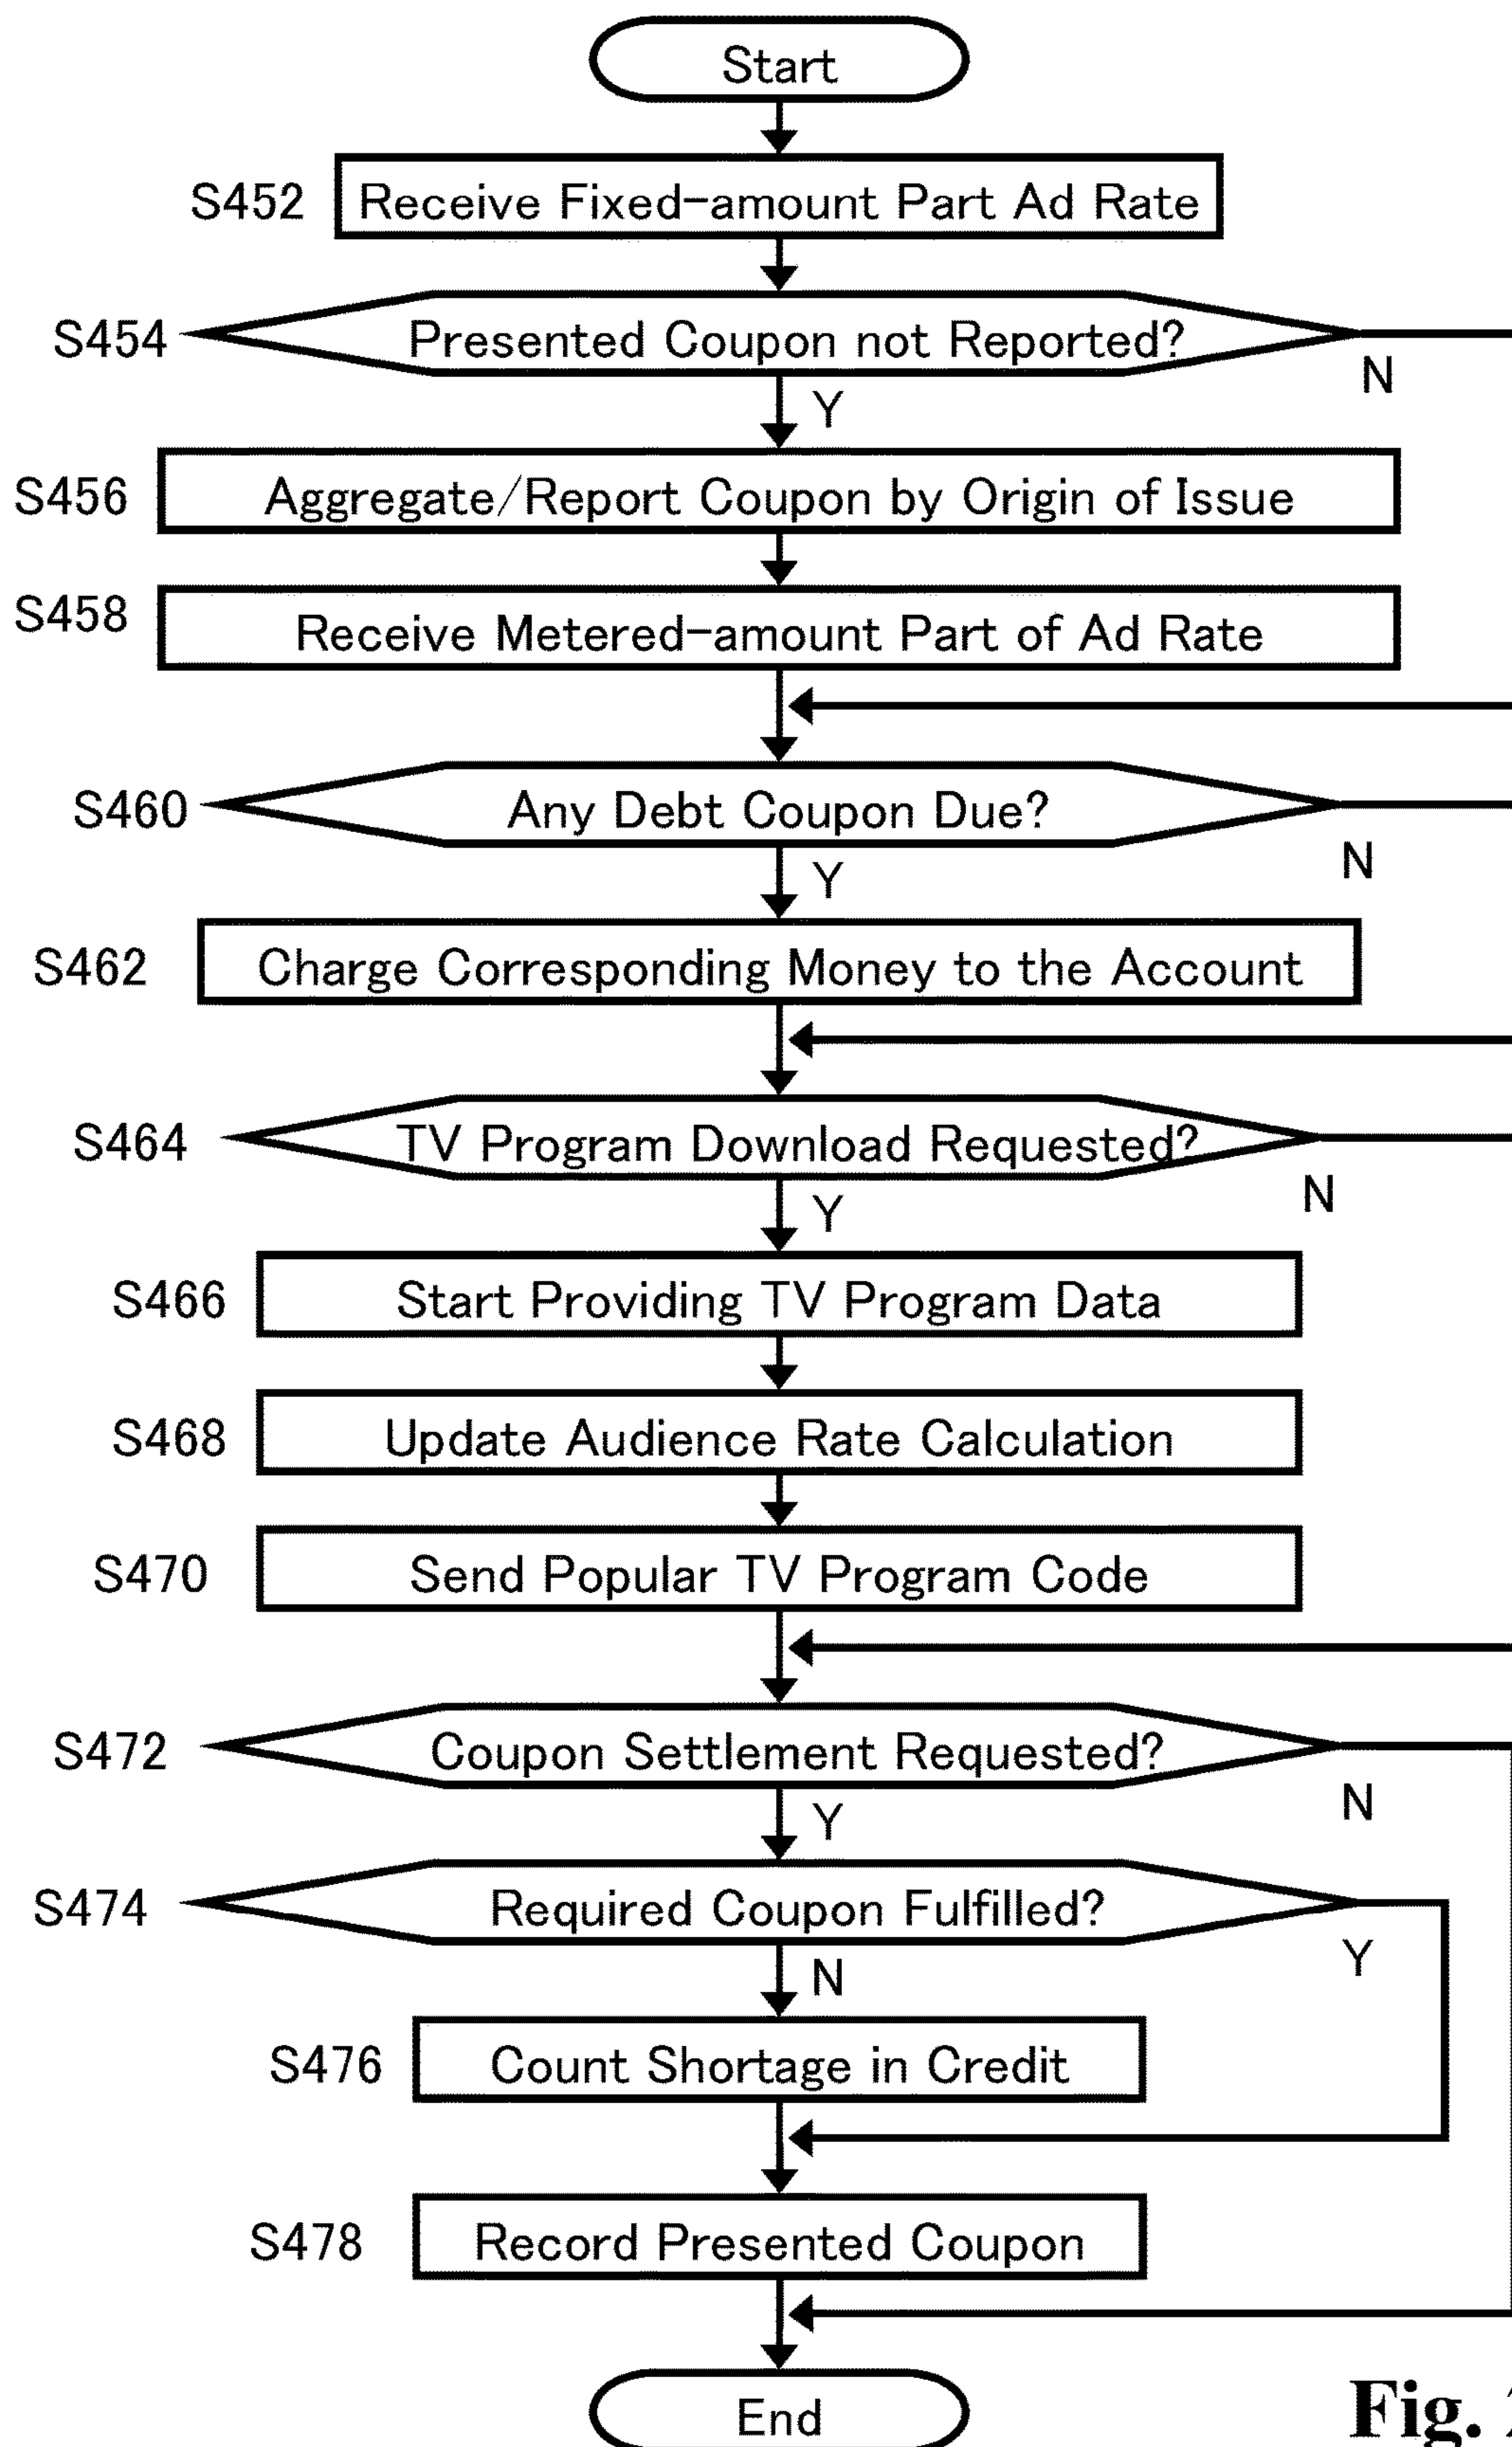 Start
S452 Receive Fixed-amount Part Ad Rate
S454 Presented Coupon not Reported?
N
Y
S456 Aggregate/Report Coupon by Origin of Issue
S458 Receive Metered-amount Part of Ad Rate
S460 Any Debt Coupon Due?
N
Y
S462 Charge Corresponding Money to the Account
S464 TV Program Download Requested?
N
Y
S466 Start Providing TV Program Data
S468 Update Audience Rate Calculation
S470 Send Popular TV Program Code
S472 Coupon Settlement Requested?
N
Y
S474 Required Coupon Fulfilled?
Y
N
S476 Count Shortage in Credit
S478 Record Presented Coupon
End
Fig.